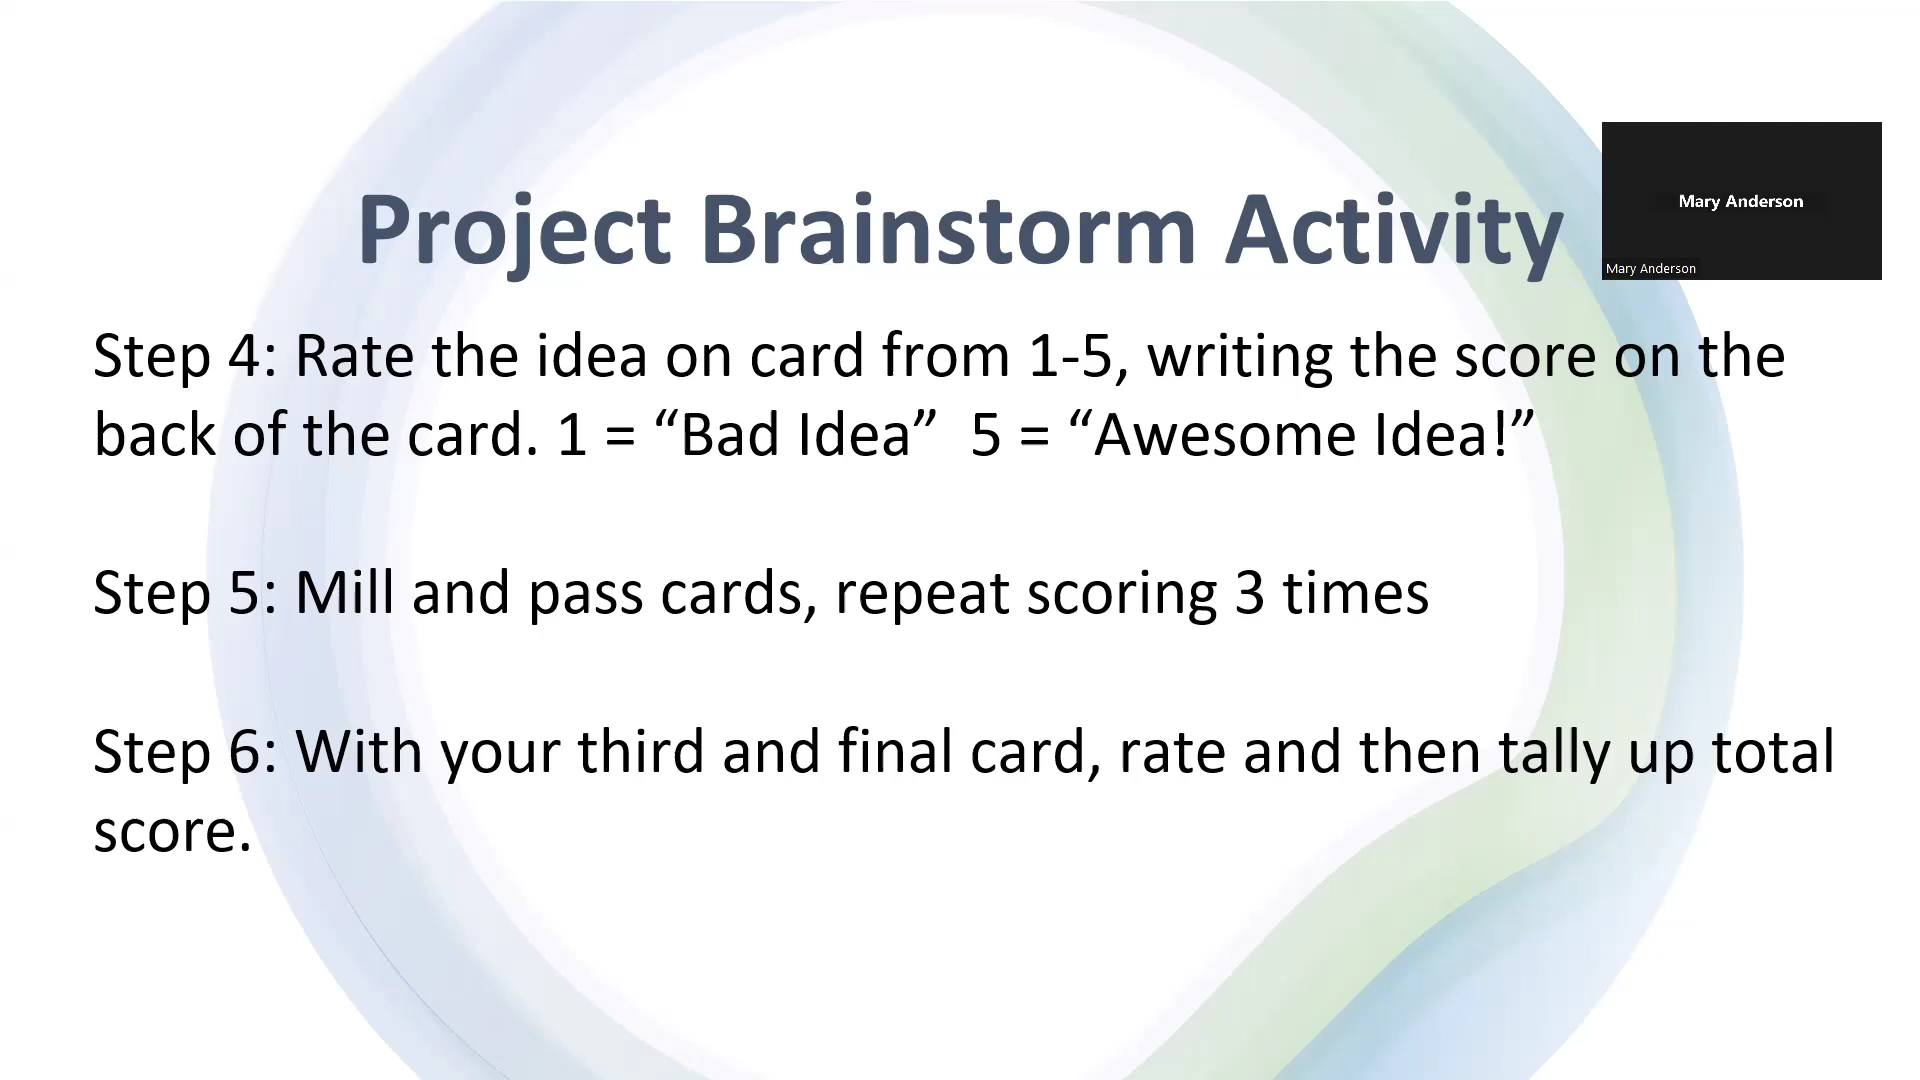 Project Brainstorm Activity
Mary Anderson
Mary Anderson
Step 4: Rate the idea on card from 1-5, writing the score on the
back of the card. 1 = “Bad Idea”  5 = “Awesome Idea!”
Step 5: Mill and pass cards, repeat scoring 3 times
Step 6: With your third and final card, rate and then tally up total
score.